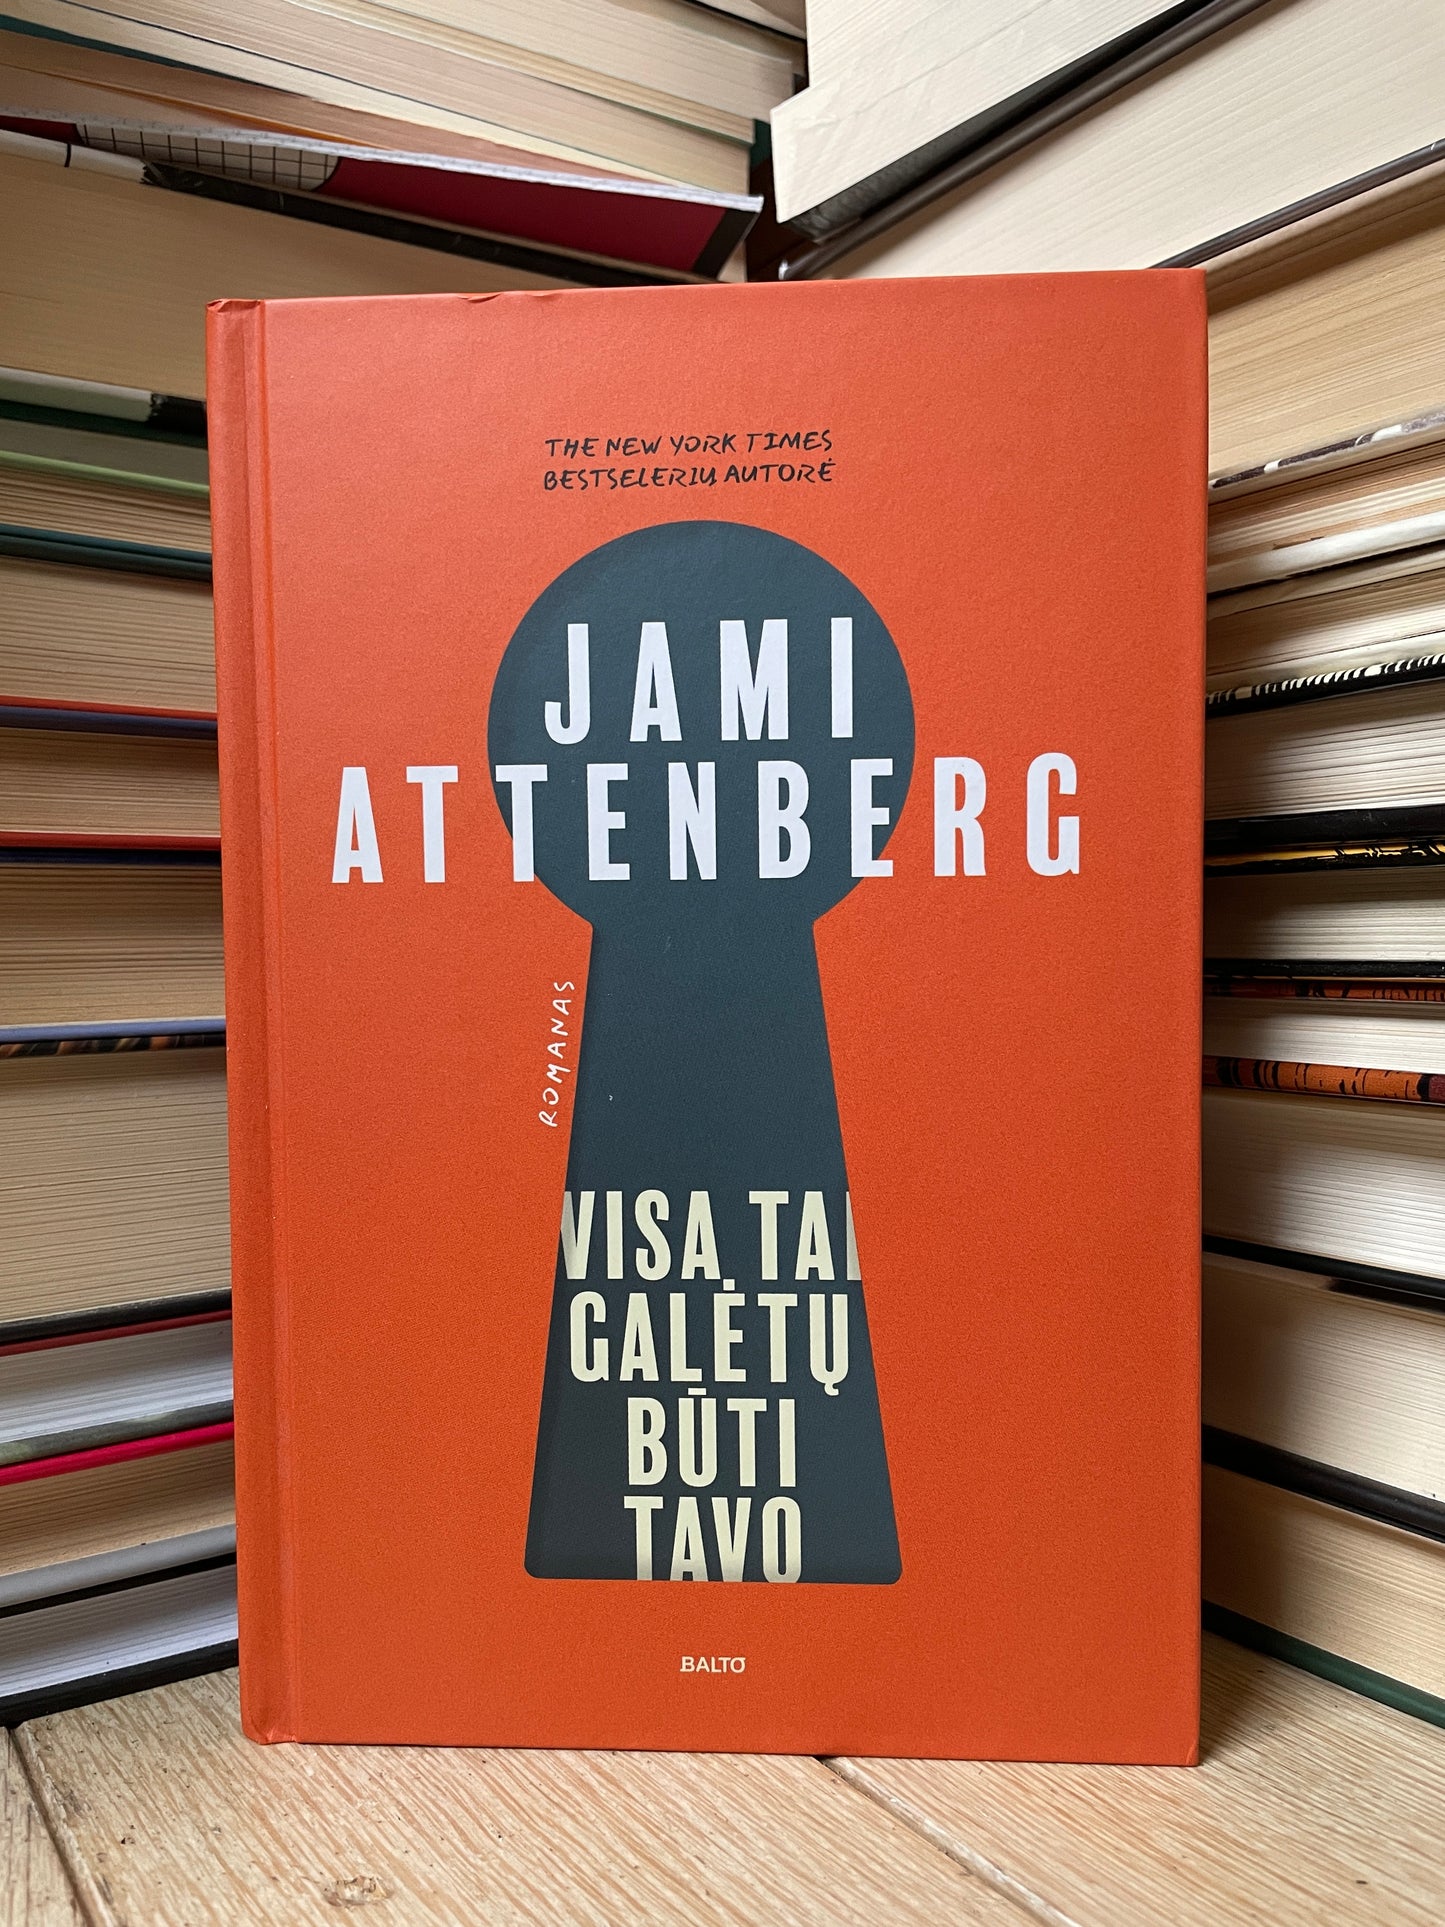 THE NEW YORK TIMES
BESTSELERIŲ AUTORĖ
JAMI
ATTENBERG
ROMANAS
VISA TAI
GALĖTŲ
BŪTI
TAVO
BALTO